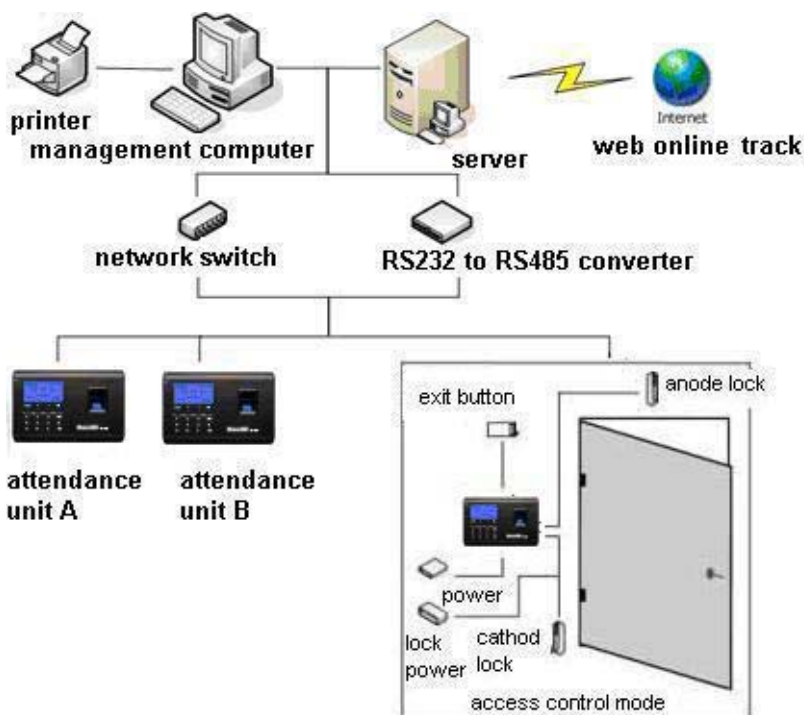 printer
management computer
server
Internet
web online track
network switch
RS232 to RS485 converter
attendance
unit A
attendance
unit B
exit button
anode lock
power
lock
power
cathod
lock
access control mode